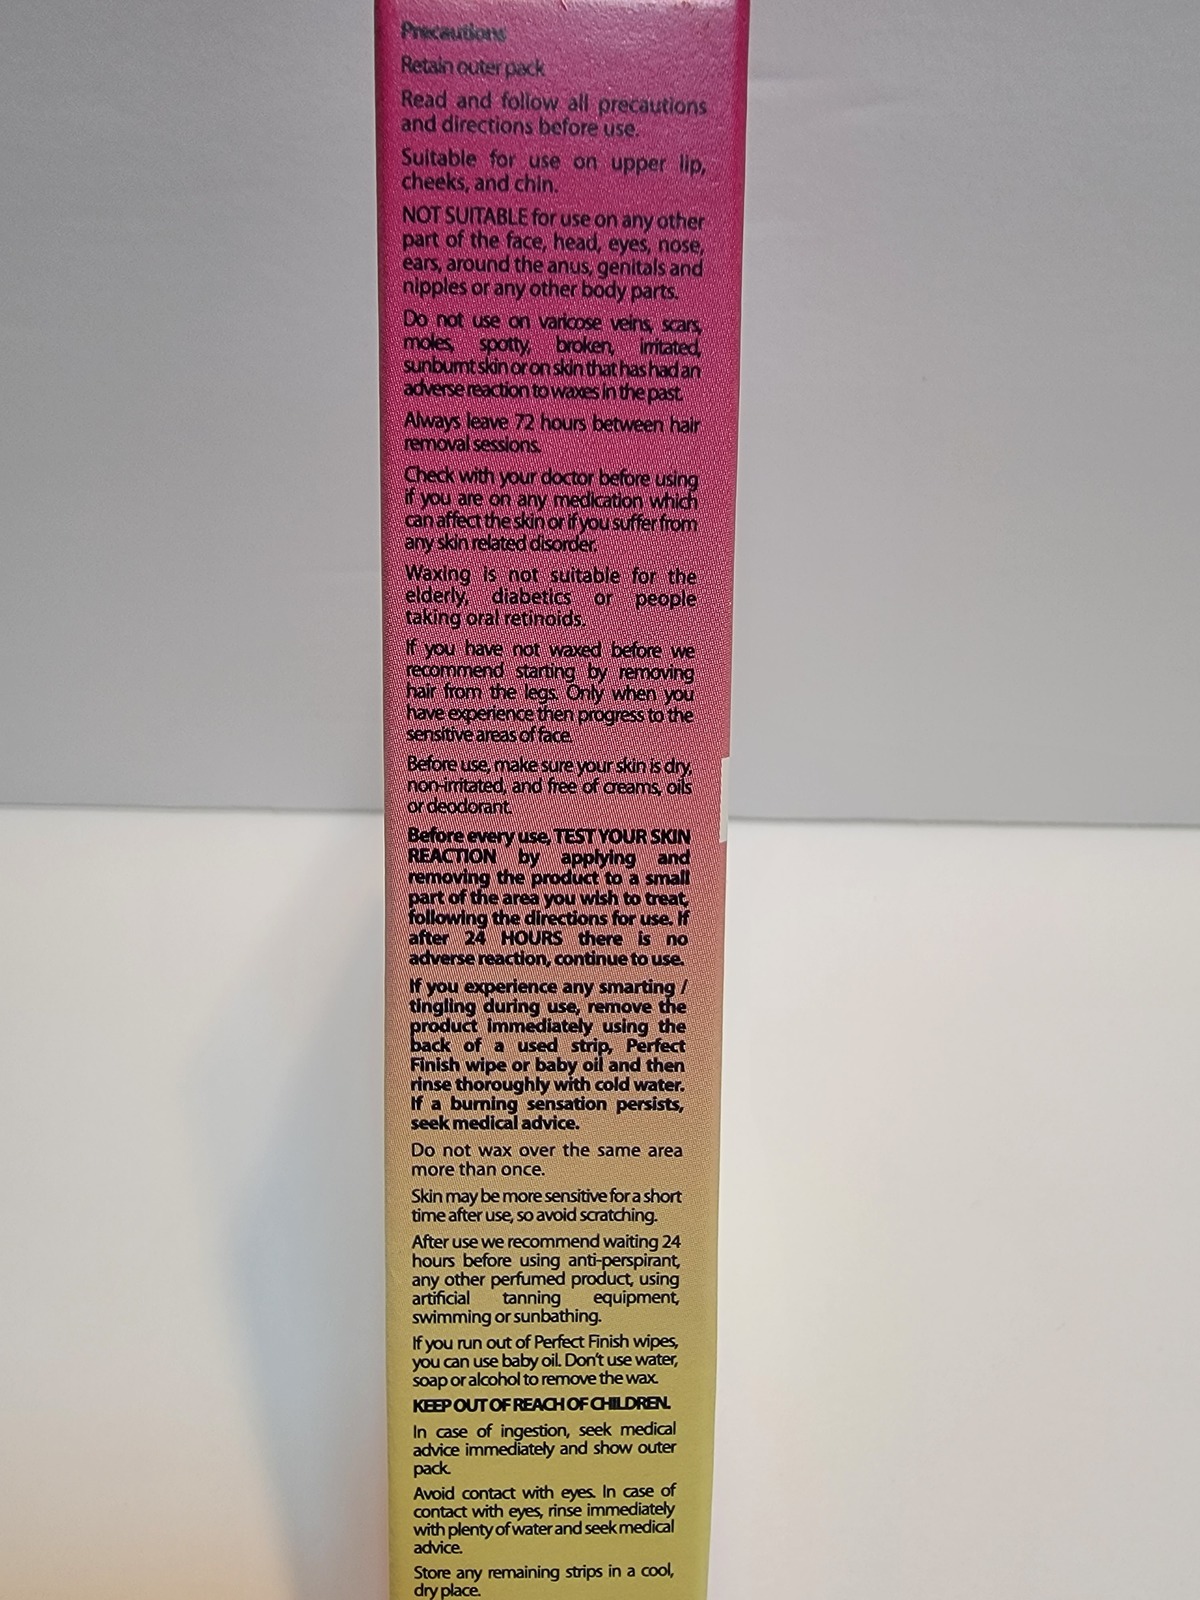 Precautions
Retain outer pack
Read and follow all precautions
and directions before use.
Suitable for use on upper lip,
cheeks, and chin.
NOT SUITABLE for use on any other
part of the face, head, eyes, nose,
ears, around the anus, genitals and
nipples or any other body parts.
Do not use on varicose veins, scars,
moles, spotty, broken, irritated,
sunburnt skin or on skin that has had an
adverse reaction to waxes in the past.
Always leave 72 hours between hair
removal sessions.
Check with your doctor before using
if you are on any medication which
can affect the skin or if you suffer from
any skin related disorder.
Waxing is not suitable for the
elderly, diabetics or people
taking oral retinoids.
If you have not waxed before we
recommend starting by removing
hair from the legs. Only when you
have experience then progress to the
sensitive areas of face.
Before use, make sure your skin is dry,
non-irritated, and free of creams, oils
or deodorant.
Before every use, TEST YOUR SKIN
REACTION by applying and
removing the product to a small
part of the area you wish to treat,
following the directions for use. If
after 24 HOURS there is no
adverse reaction, continue to use.
If you experience any smarting /
tingling during use, remove the
product immediately using the
back of a used strip, Perfect
Finish wipe or baby oil and then
rinse thoroughly with cold water.
If a burning sensation persists,
seek medical advice.
Do not wax over the same area
more than once.
Skin may be more sensitive for a short
time after use, so avoid scratching.
After use we recommend waiting 24
hours before using anti-perspirant,
any other perfumed product, using
artificial tanning equipment,
swimming or sunbathing.
If you run out of Perfect Finish wipes,
you can use baby oil. Don't use water,
soap or alcohol to remove the wax.
KEEP OUT OF REACH OF CHILDREN.
In case of ingestion, seek medical
advice immediately and show outer
pack.
Avoid contact with eyes. In case of
contact with eyes, rinse immediately
with plenty of water and seek medical
advice.
Store any remaining strips in a cool,
dry place.